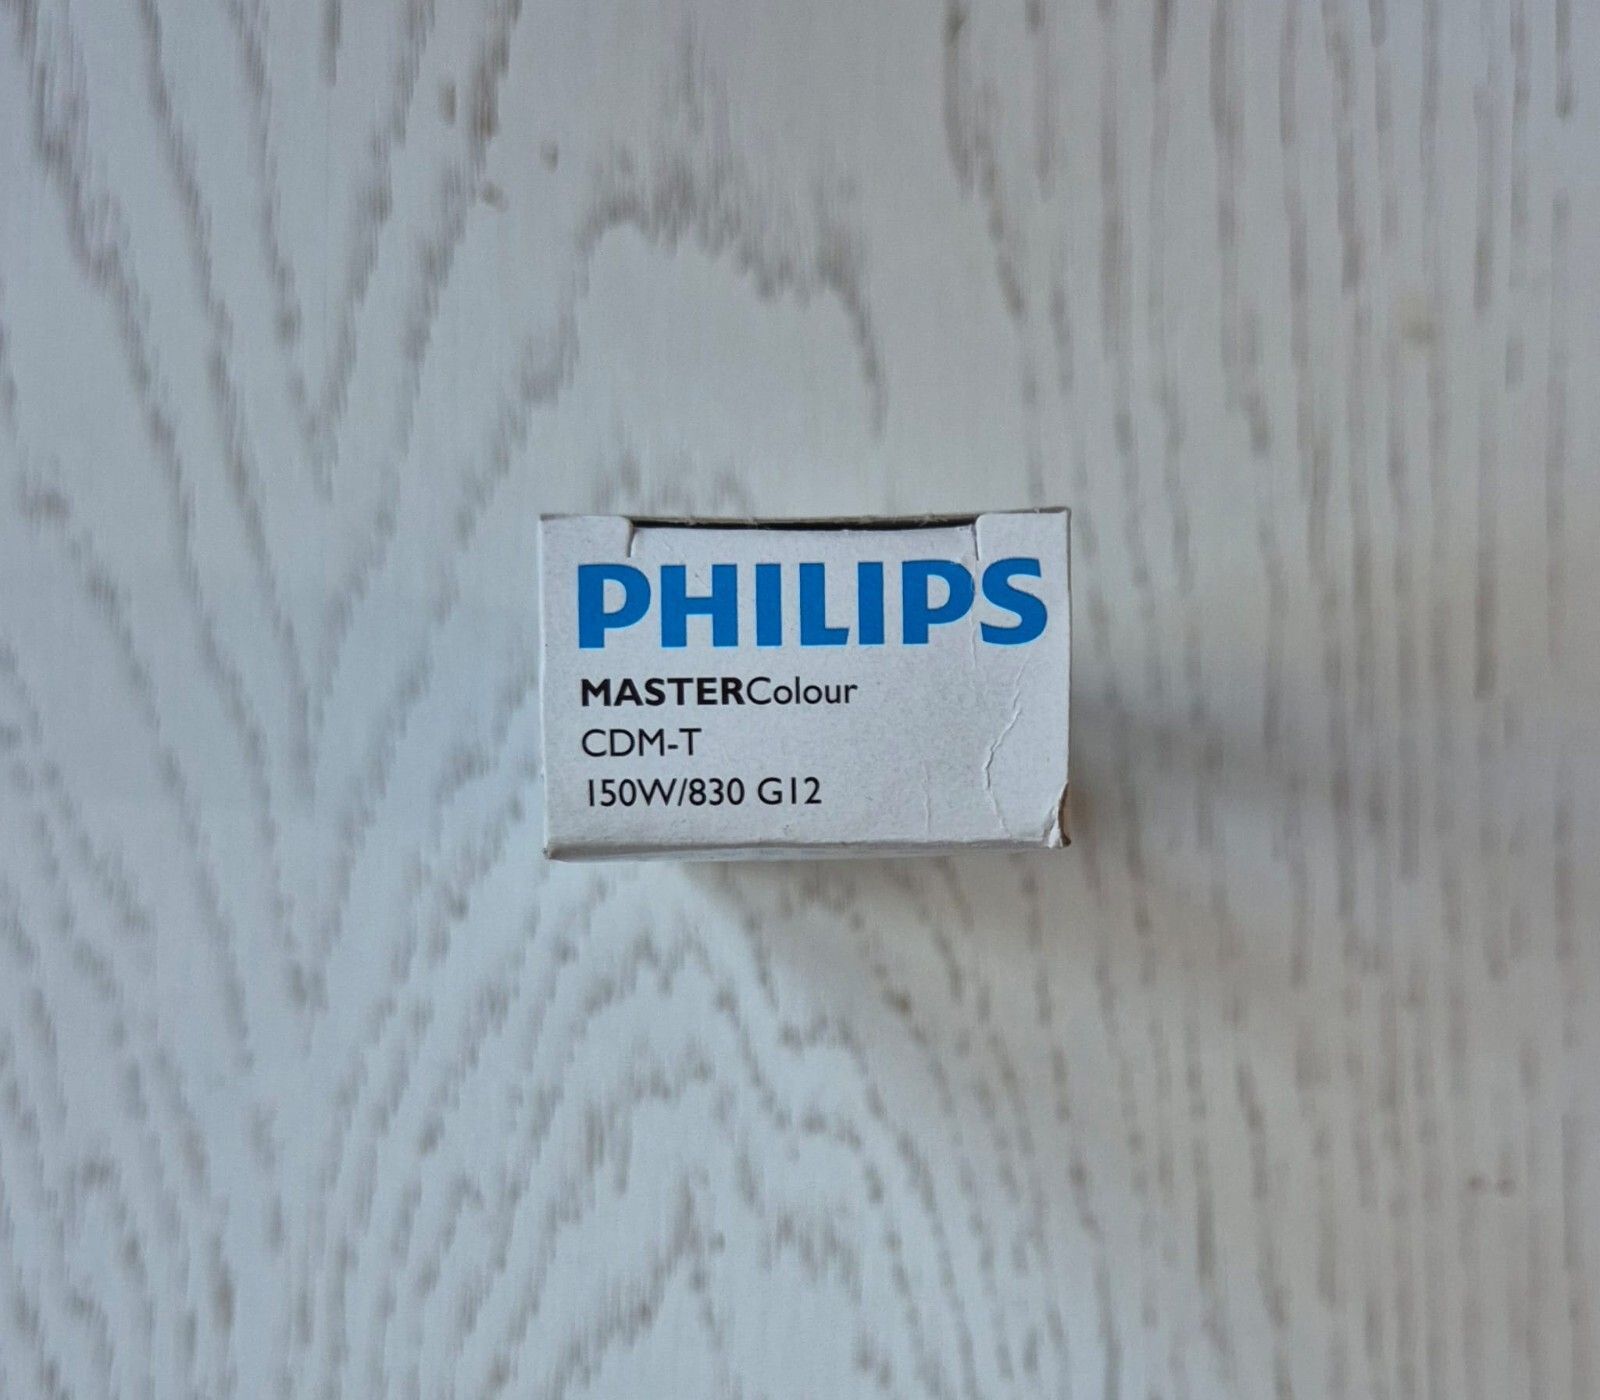 PHILIPS
MASTERColour
CDM-T
150W/830 G12